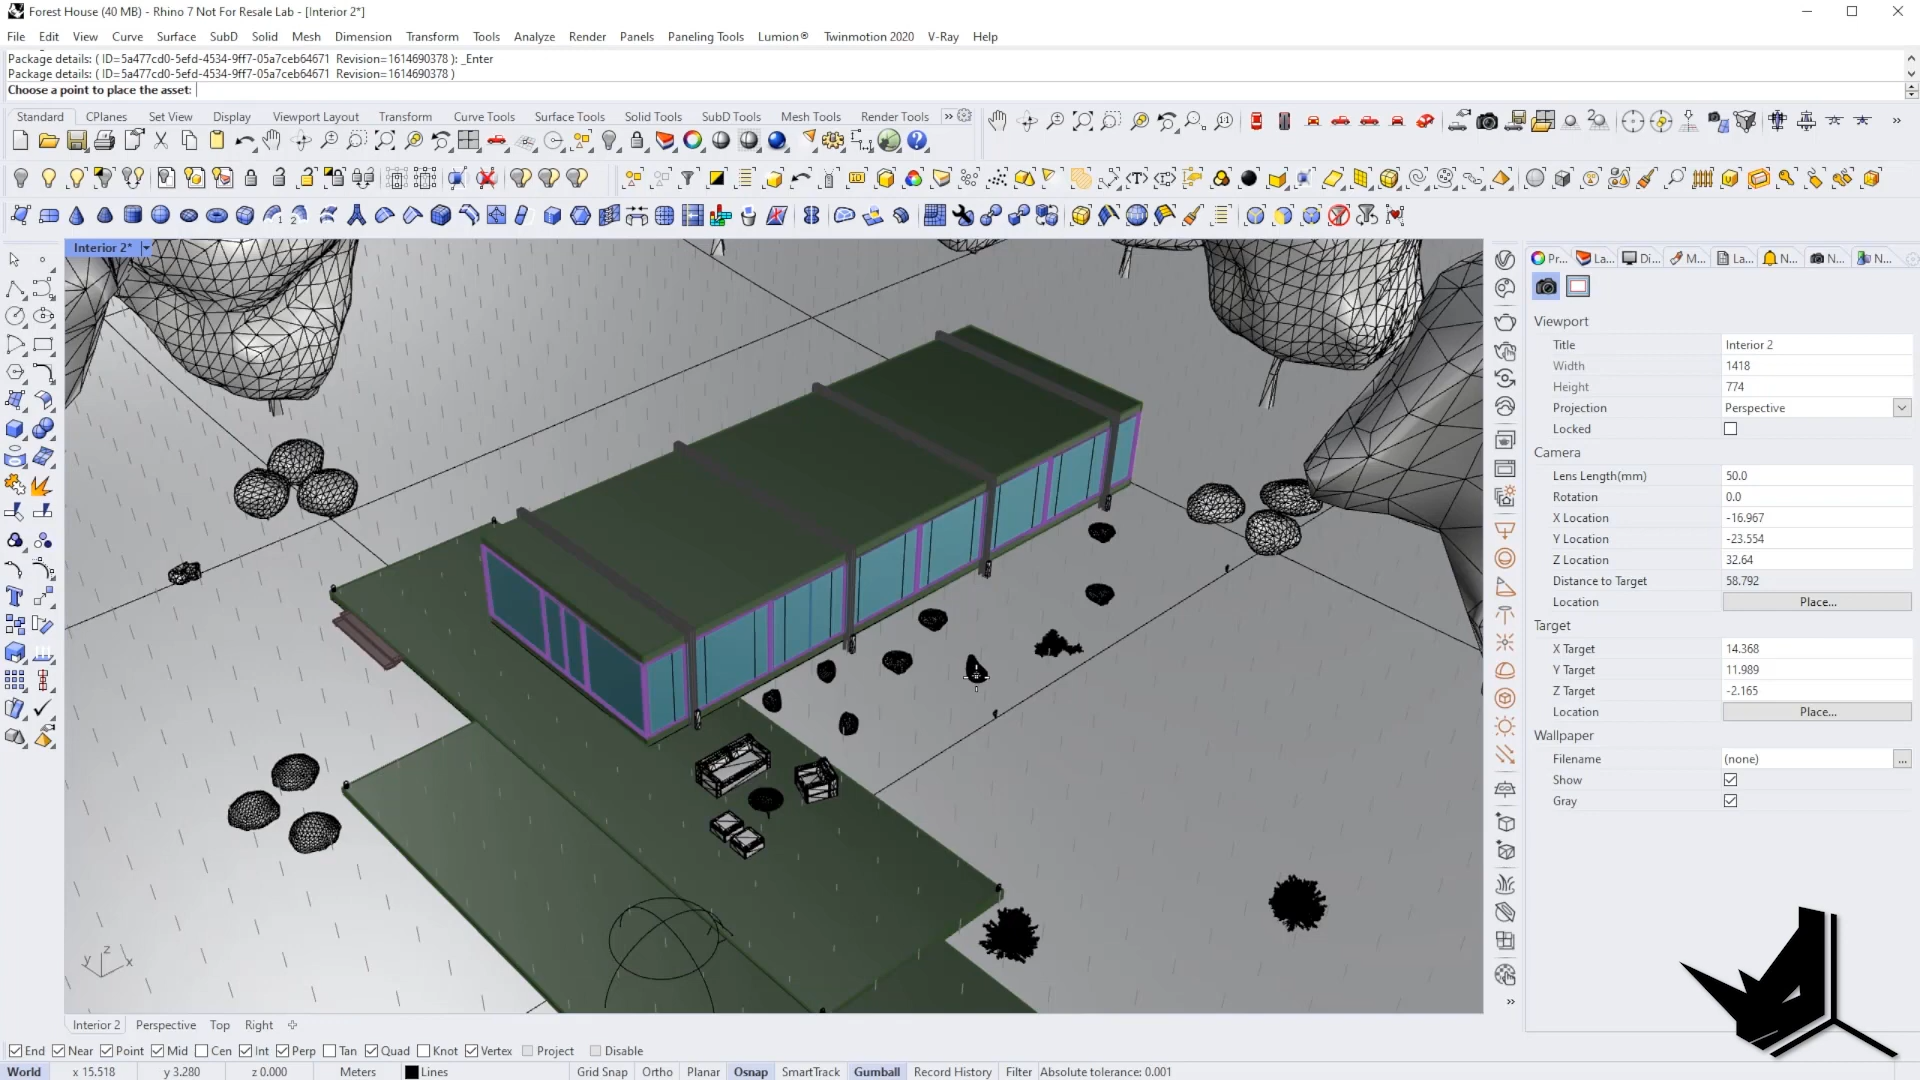 Forest House (40 MB) - Rhino 7 Not For Resale Lab - [Interior 2*]
File Edit View Curve Surface SubD Solid Mesh Dimension Transform Tools Analyze Render Panels Paneling Tools Lumion® Twinmotion 2020 V-Ray Help
Package details: ( ID=5a477cd0-5efd-4534-9ff7-05a7ceb64671 Revision=1614690378 ): _Enter
Package details: ( ID=5a477cd0-5efd-4534-9ff7-05a7ceb64671 Revision=1614690378 )
Choose a point to place the asset:
Standard CPlanes Set View Display Viewport Layout Transform Curve Tools Surface Tools Solid Tools SubD Tools Mesh Tools Render Tools »
Interior 2*
Pr... La... Di... M... La... N... N... N...
Viewport
Title Interior 2
Width 1418
Height 774
Projection Perspective
Locked
Camera
Lens Length(mm) 50.0
Rotation 0.0
X Location -16.967
Y Location -23.554
Z Location 32.64
Distance to Target 58.792
Location Place...
Target
X Target 14.368
Y Target 11.989
Z Target -2.165
Location Place...
Wallpaper
Filename (none) ...
Show
Gray
z
y x
Interior 2 Perspective Top Right
End Near Point Mid Cen Int Perp Tan Quad Knot Vertex Project Disable
World x 15.518 y 3.280 z 0.000 Meters Lines Grid Snap Ortho Planar Osnap SmartTrack Gumball Record History Filter Absolute tolerance: 0.001